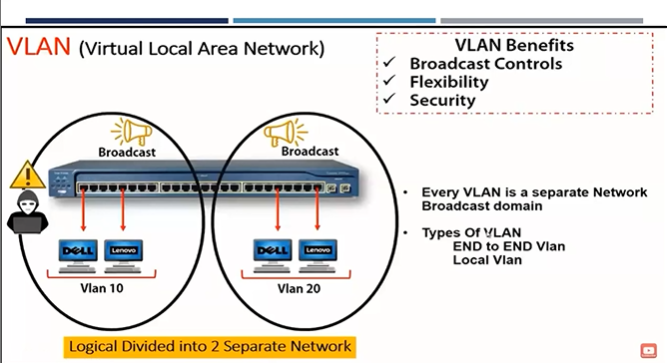 VLAN (Virtual Local Area Network)
VLAN Benefits
✓ Broadcast Controls
✓ Flexibility
✓ Security
Broadcast
Broadcast
DELL
Lenovo
DELL
Lenovo
Vlan 10
Vlan 20
• Every VLAN is a separate Network
Broadcast domain
• Types Of VLAN
END to END Vlan
Local Vlan
Logical Divided into 2 Separate Network